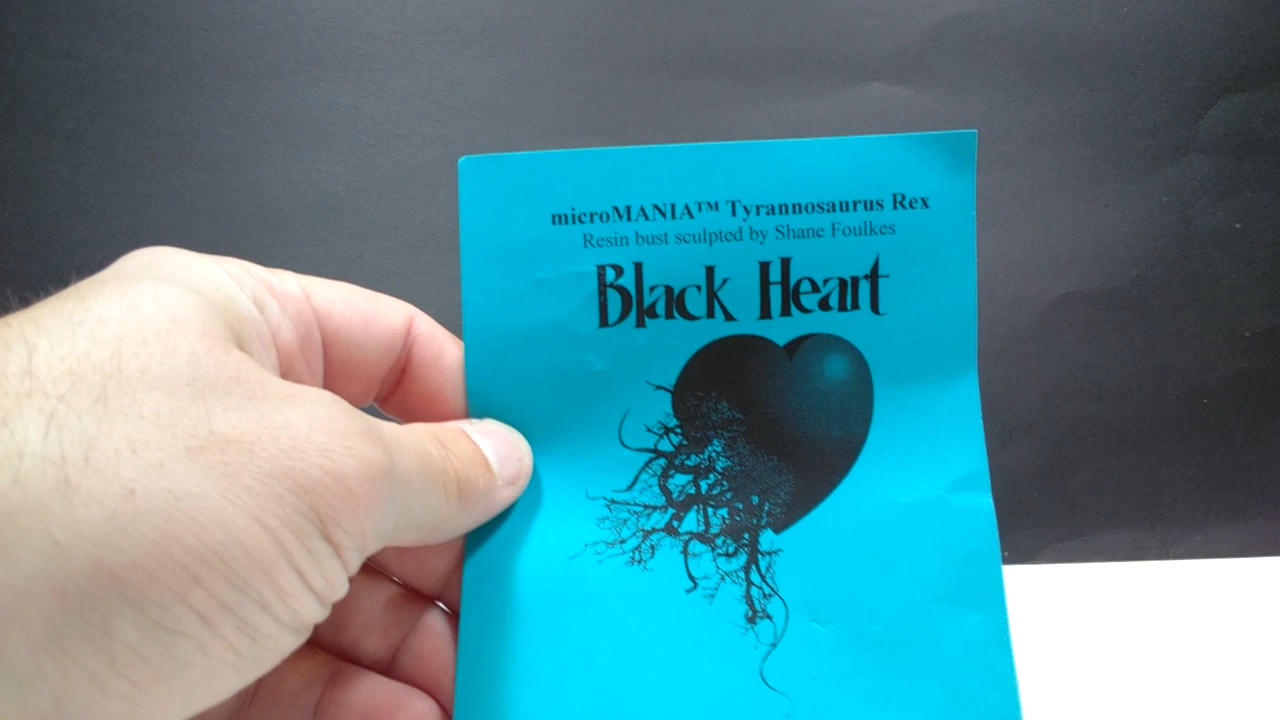 microMANIA™ Tyrannosaurus Rex
Resin bust sculpted by Shane Foulkes
Black Heart